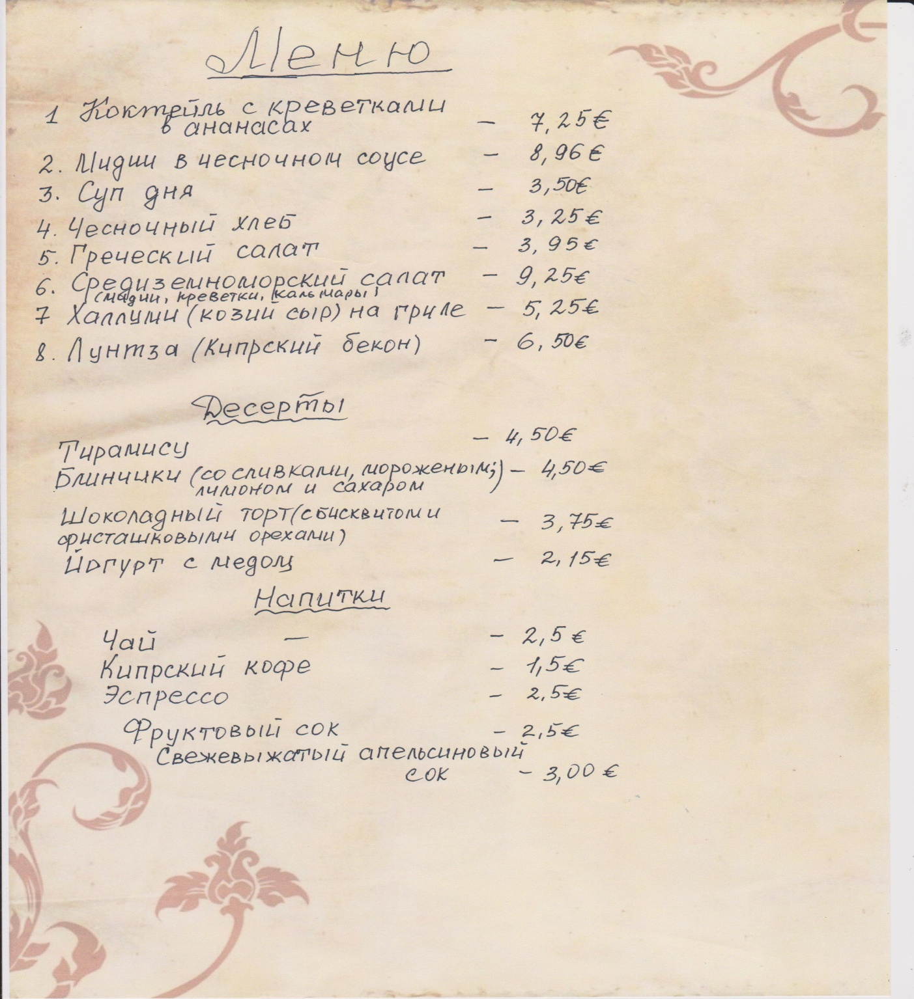 Меню
1 Коктейль с креветками
в ананасах - 7,25€
2. Мидии в чесночном соусе - 8,96€
3. Суп дня - 3,50€
4. Чесночный хлеб - 3,25€
5. Греческий салат - 3,95€
6. Средиземноморский салат - 9,25€
(мидии, креветки, кальмары)
7 Халлуми (козий сыр) на гриле - 5,25€
8. Лунтза (Кипрский бекон) - 6,50€
Десерты
Тирамису - 4,50€
Блинчики (со сливками, мороженым; - 4,50€
лимоном и сахаром)
Шоколадный торт (с бисквитом и
фисташковыми орехами) - 3,75€
Йогурт с медом - 2,15€
Напитки
Чай — - 2,5€
Кипрский кофе - 1,5€
Эспрессо - 2,5€
Фруктовый сок - 2,5€
Свежевыжатый апельсиновый
сок - 3,00€